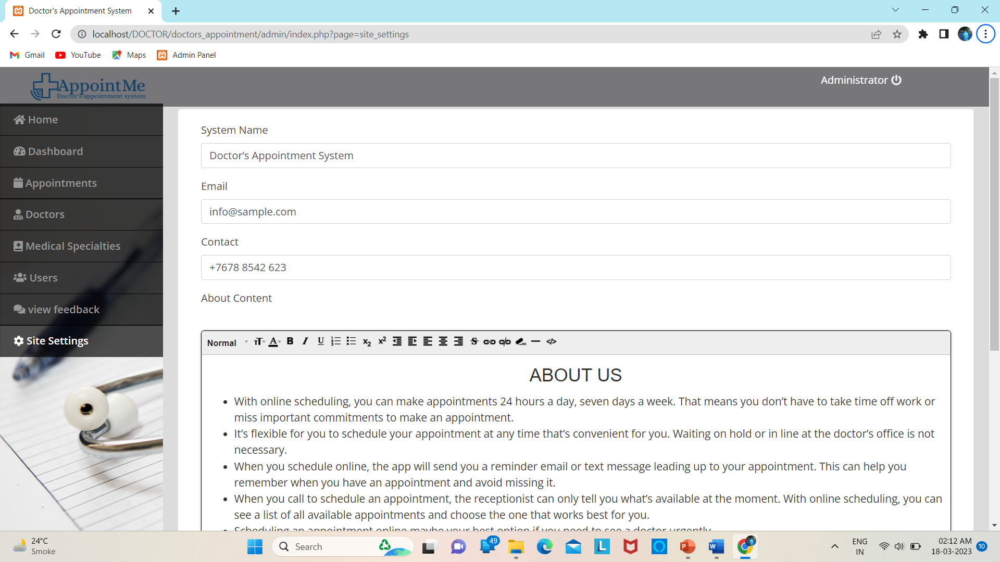 Doctor's Appointment System
localhost/DOCTOR/doctors_appointment/admin/index.php?page=site_settings
Gmail
YouTube
Maps
Admin Panel
AppointMe
Doctor's appointment system
Administrator
Home
Dashboard
Appointments
Doctors
Medical Specialties
Users
view feedback
Site Settings
System Name
Doctor’s Appointment System
Email
info@sample.com
Contact
+7678 8542 623
About Content
Normal
ABOUT US
With online scheduling, you can make appointments 24 hours a day, seven days a week. That means you don’t have to take time off work or
miss important commitments to make an appointment.
It’s flexible for you to schedule your appointment at any time that’s convenient for you. Waiting on hold or in line at the doctor’s office is not
necessary.
When you schedule online, the app will send you a reminder email or text message leading up to your appointment. This can help you
remember when you have an appointment and avoid missing it.
When you call to schedule an appointment, the receptionist can only tell you what’s available at the moment. With online scheduling, you can
see a list of all available appointments and choose the one that works best for you.
Scheduling an appointment online maybe your best option if you need to see a doctor urgently
24°C
Smoke
Search
49
ENG
IN
02:12 AM
18-03-2023
10